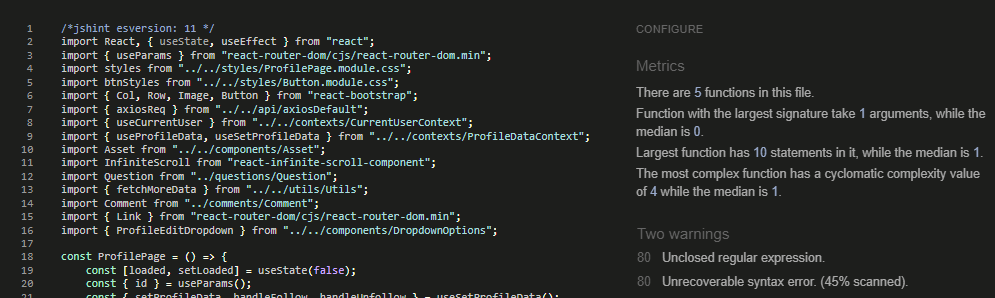 1 /*jshint esversion: 11 */
2 import React, { useState, useEffect } from "react";
3 import { useParams } from "react-router-dom/cjs/react-router-dom.min";
4 import styles from "../../styles/ProfilePage.module.css";
5 import btnStyles from "../../styles/Button.module.css";
6 import { Col, Row, Image, Button } from "react-bootstrap";
7 import { axiosReq } from "../../api/axiosDefault";
8 import { useCurrentUser } from "../../contexts/CurrentUserContext";
9 import { useProfileData, useSetProfileData } from "../../contexts/ProfileDataContext";
10 import Asset from "../../components/Asset";
11 import InfiniteScroll from "react-infinite-scroll-component";
12 import Question from "../questions/Question";
13 import { fetchMoreData } from "../../utils/Utils";
14 import Comment from "../comments/Comment";
15 import { Link } from "react-router-dom/cjs/react-router-dom.min";
16 import { ProfileEditDropdown } from "../../components/DropdownOptions";
17
18 const ProfilePage = () => {
19 const [loaded, setLoaded] = useState(false);
20 const { id } = useParams();
21 const { setProfileData, handleFollow, handleUnfollow } = useSetProfileData();
CONFIGURE
Metrics
There are 5 functions in this file.
Function with the largest signature take 1 arguments, while the
median is 0.
Largest function has 10 statements in it, while the median is 1.
The most complex function has a cyclomatic complexity value
of 4 while the median is 1.
Two warnings
80 Unclosed regular expression.
80 Unrecoverable syntax error. (45% scanned).